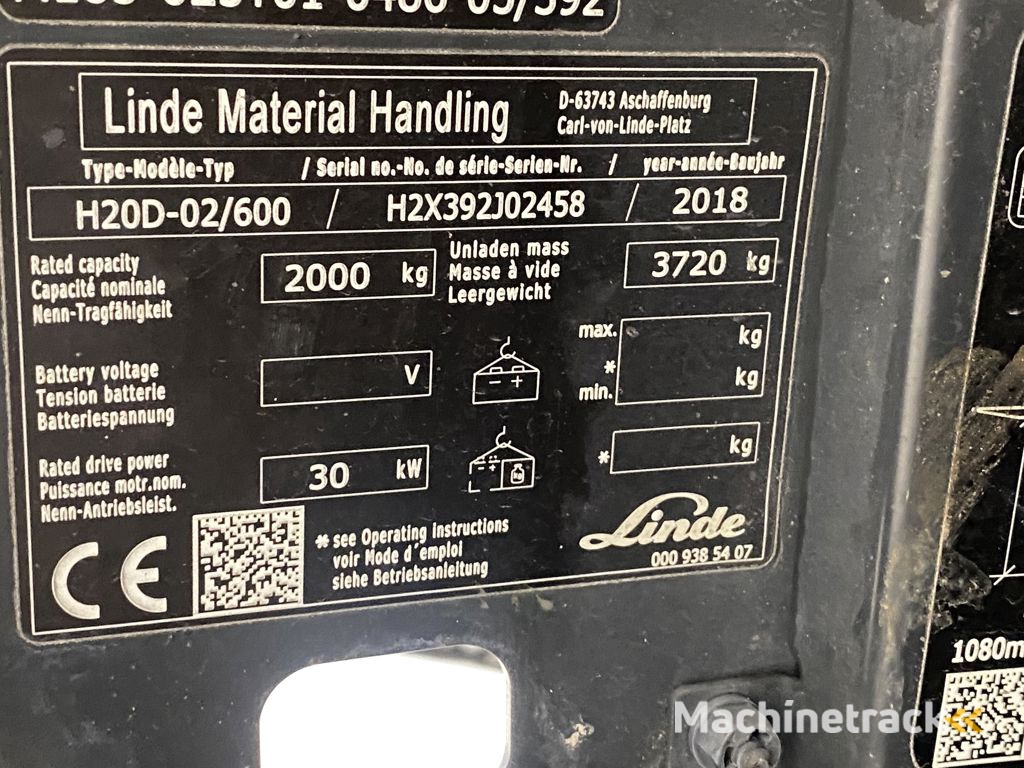 Linde Material Handling
D-63743 Aschaffenburg
Carl-von-Linde-Platz
Type-Modèle-Typ / Serial no.-No. de série-Serien-Nr. / year-année-Baujahr
H20D-02/600 / H2X392J02458 / 2018
Rated capacity
Capacité nominale
Nenn-Tragfähigkeit
2000 kg
Unladen mass
Masse à vide
Leergewicht
3720 kg
Battery voltage
Tension batterie
Batteriespannung
V
max. kg
* kg
min.
Rated drive power
Puissance motr.nom.
Nenn-Antriebsleist.
30 kW
* kg
CE
* see Operating Instructions
voir Mode d'emploi
siehe Betriebsanleitung
Linde
000 938 54 07
1080m
Machinetrack